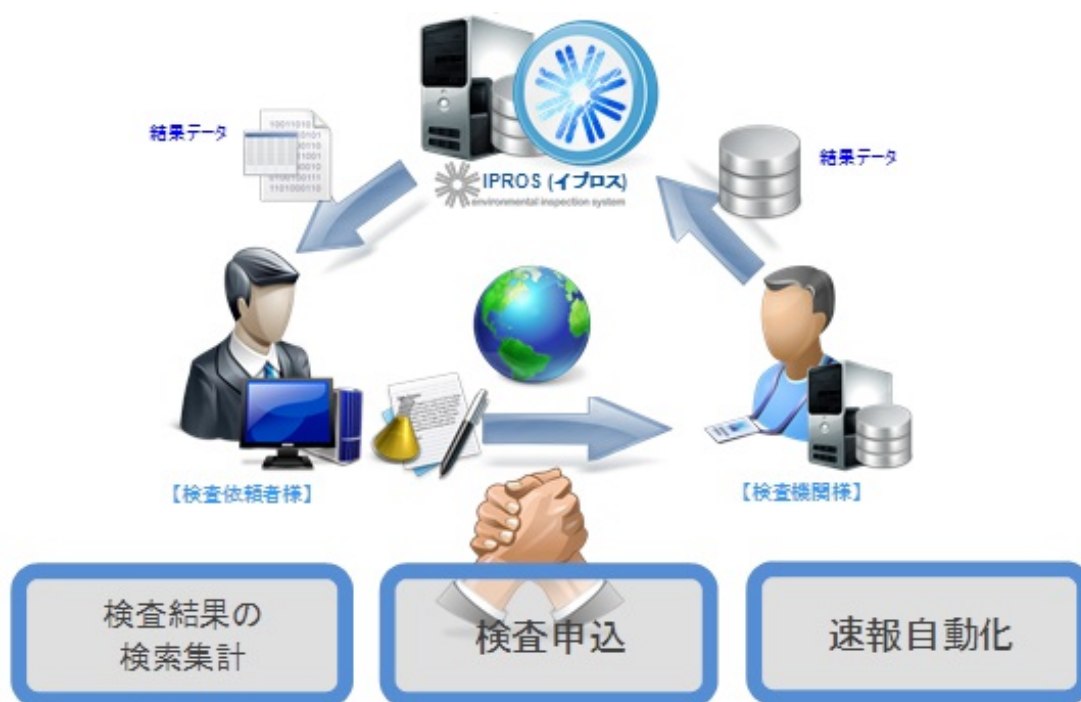 結果データ
結果データ
IPROS (イプロス)
environmental inspection system
【検査依頼者様】
【検査機関様】
検査結果の
検索集計
検査申込
速報自動化